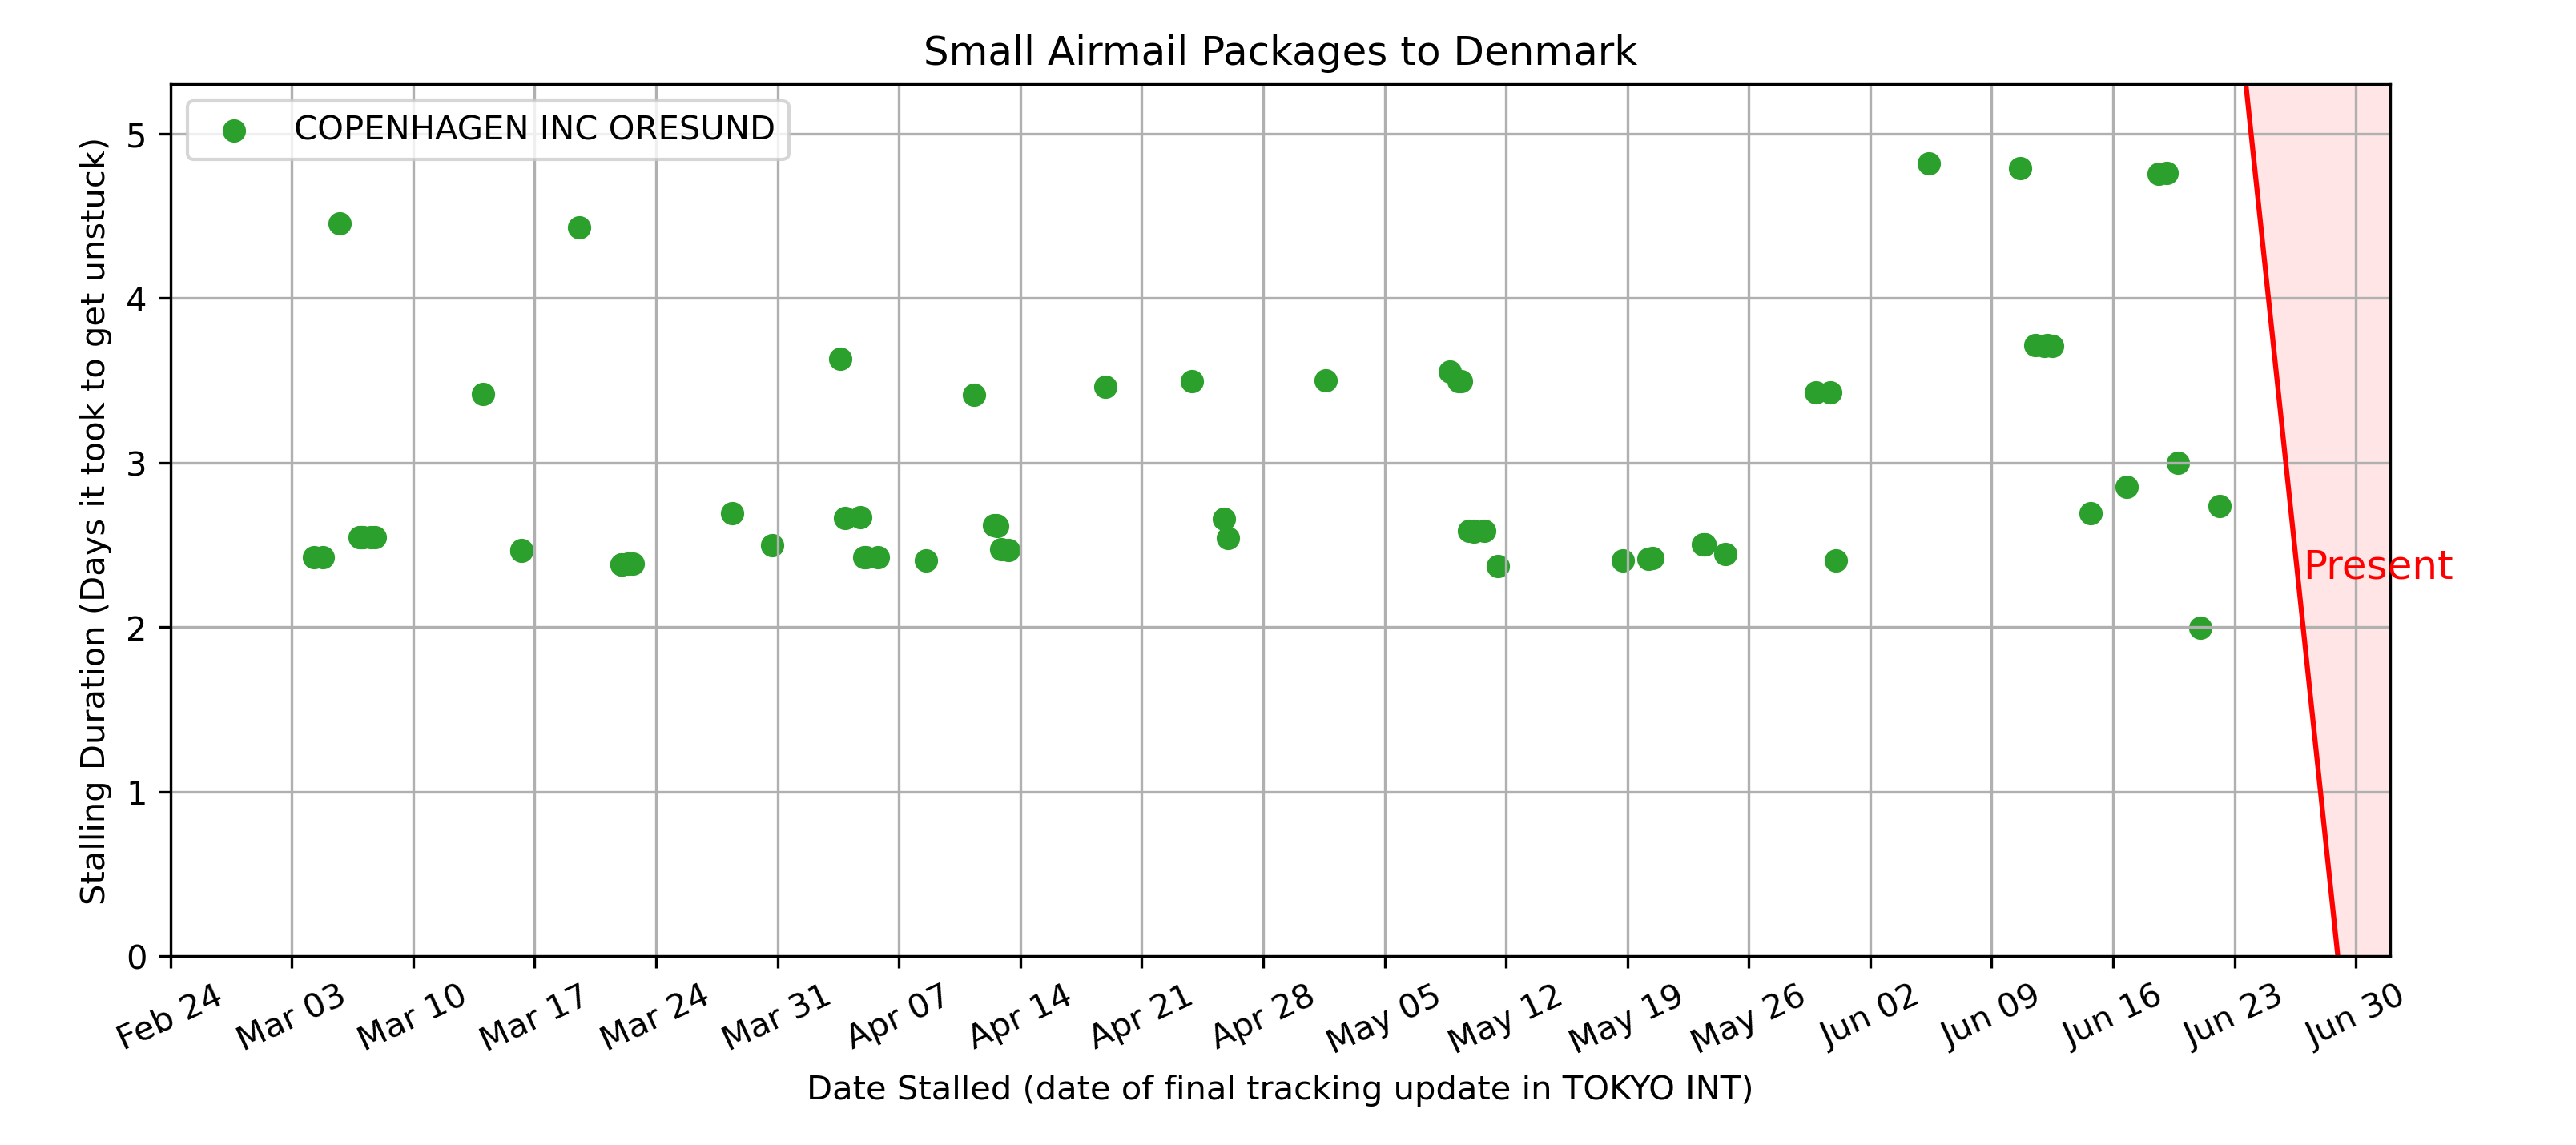 Small Airmail Packages to Denmark
COPENHAGEN INC ORESUND
Stalling Duration (Days it took to get unstuck)
5
4
3
2
1
0
Present
Feb 24
Mar 03
Mar 10
Mar 17
Mar 24
Mar 31
Apr 07
Apr 14
Apr 21
Apr 28
May 05
May 12
May 19
May 26
Jun 02
Jun 09
Jun 16
Jun 23
Jun 30
Date Stalled (date of final tracking update in TOKYO INT)